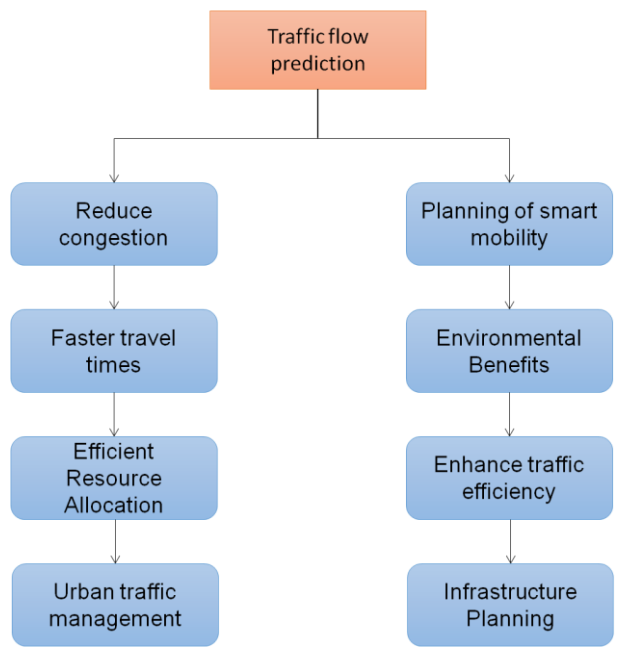 Traffic flow
prediction
Reduce
congestion
Faster travel
times
Efficient
Resource
Allocation
Urban traffic
management
Planning of smart
mobility
Environmental
Benefits
Enhance traffic
efficiency
Infrastructure
Planning